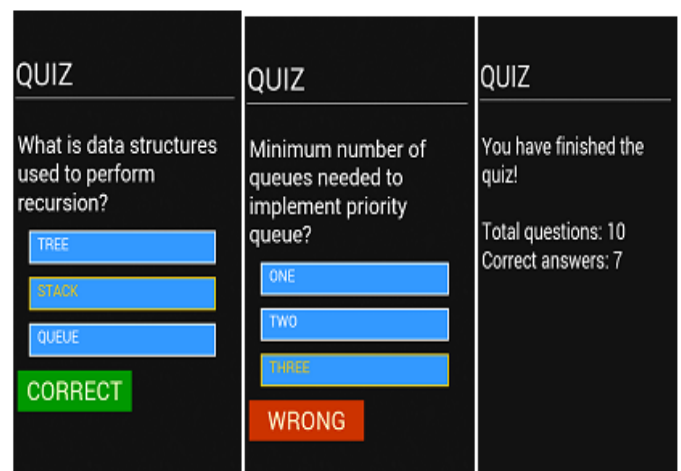 QUIZ
What is data structures
used to perform
recursion?
TREE
STACK
QUEUE
CORRECT
QUIZ
Minimum number of
queues needed to
implement priority
queue?
ONE
TWO
THREE
WRONG
QUIZ
You have finished the
quiz!
Total questions: 10
Correct answers: 7